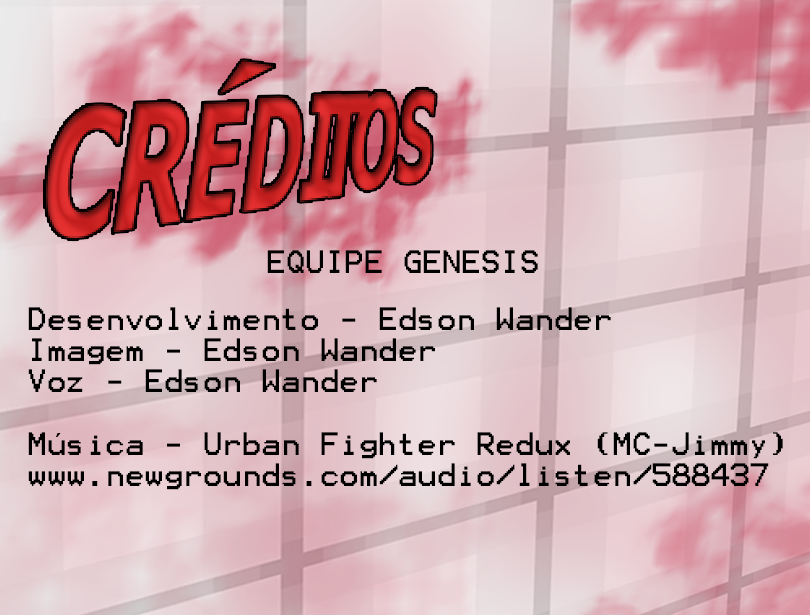 CRÉDITOS
EQUIPE GENESIS
Desenvolvimento - Edson Wander
Imagem - Edson Wander
Voz - Edson Wander
Música - Urban Fighter Redux (MC-Jimmy)
www.newgrounds.com/audio/listen/588437